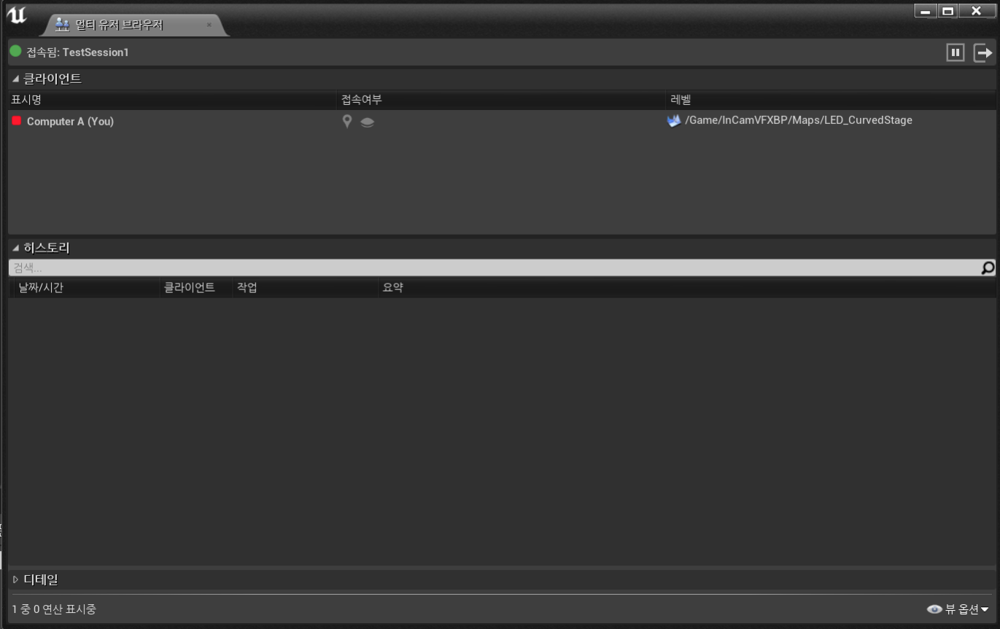 멀티 유저 브라우저
접속됨: TestSession1
클라이언트
표시명 접속여부 레벨
Computer A (You) /Game/InCamVFXBP/Maps/LED_CurvedStage
히스토리
검색...
날짜/시간 클라이언트 작업 요약
디테일
1 중 0 연산 표시중 뷰 옵션